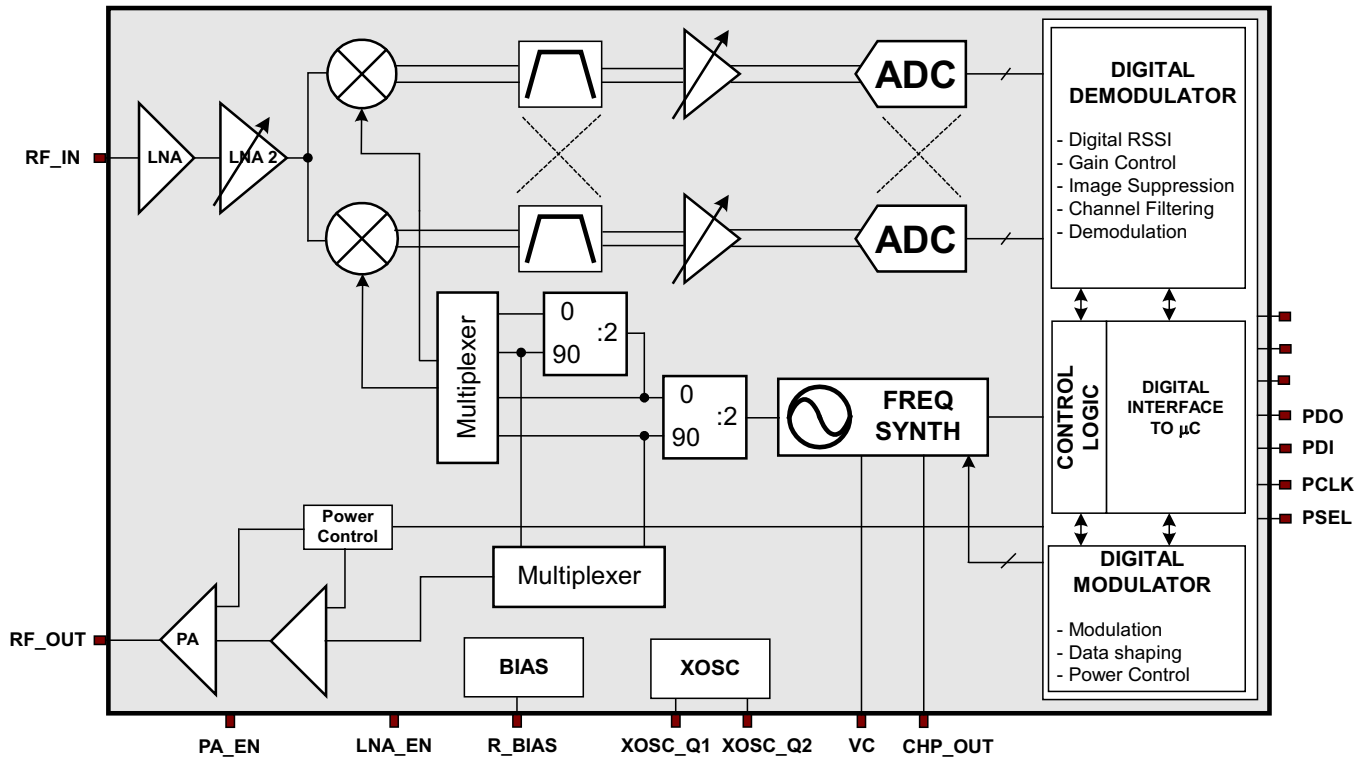 RF_IN
LNA
LNA 2
ADC
ADC
DIGITAL
DEMODULATOR
- Digital RSSI
- Gain Control
- Image Suppression
- Channel Filtering
- Demodulation
Multiplexer
0
90
:2
0
90
:2
FREQ
SYNTH
CONTROL
LOGIC
DIGITAL
INTERFACE
TO µC
PDO
PDI
PCLK
PSEL
Power
Control
Multiplexer
DIGITAL
MODULATOR
- Modulation
- Data shaping
- Power Control
RF_OUT
PA
BIAS
XOSC
PA_EN
LNA_EN
R_BIAS
XOSC_Q1
XOSC_Q2
VC
CHP_OUT